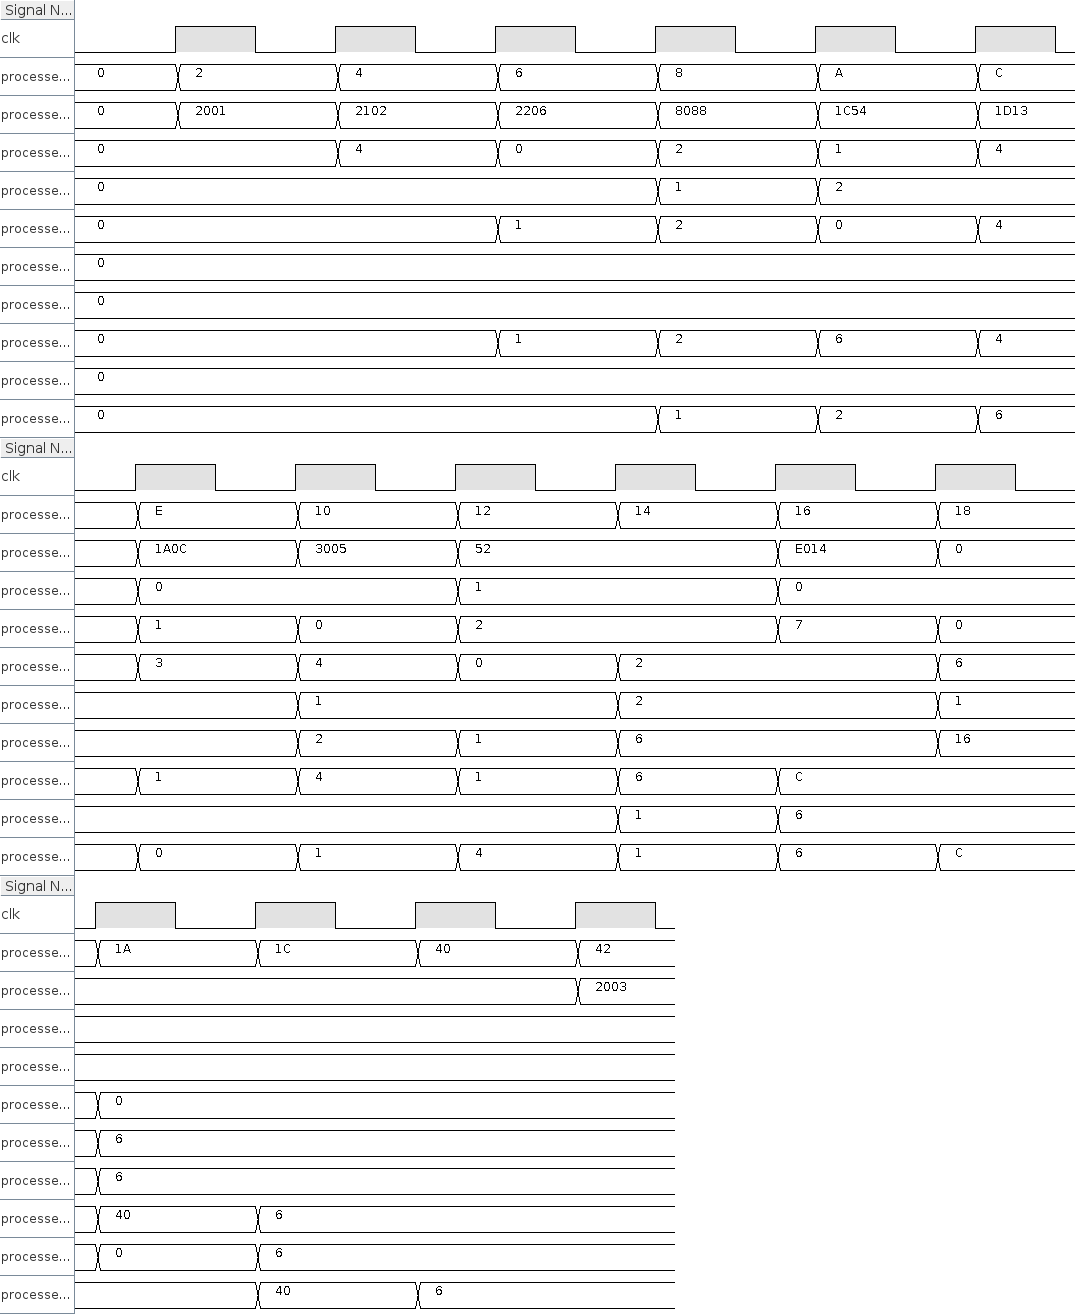 Signal N...
clk
processe... 0 2 4 6 8 A C
processe... 0 2001 2102 2206 8088 1C54 1D13
processe... 0 4 0 2 1 4
processe... 0 1 2
processe... 0 1 2 0 4
processe... 0
processe... 0
processe... 0 1 2 6 4
processe... 0
processe... 0 1 2 6
Signal N...
clk
processe... E 10 12 14 16 18
processe... 1A0C 3005 52 E014 0
processe... 0 1 0
processe... 1 0 2 7 0
processe... 3 4 0 2 6
processe... 1 2 1
processe... 2 1 6 16
processe... 1 4 1 6 C
processe... 1 6
processe... 0 1 4 1 6 C
Signal N...
clk
processe... 1A 1C 40 42
processe... 2003
processe...
processe...
processe... 0
processe... 6
processe... 6
processe... 40 6
processe... 0 6
processe... 40 6